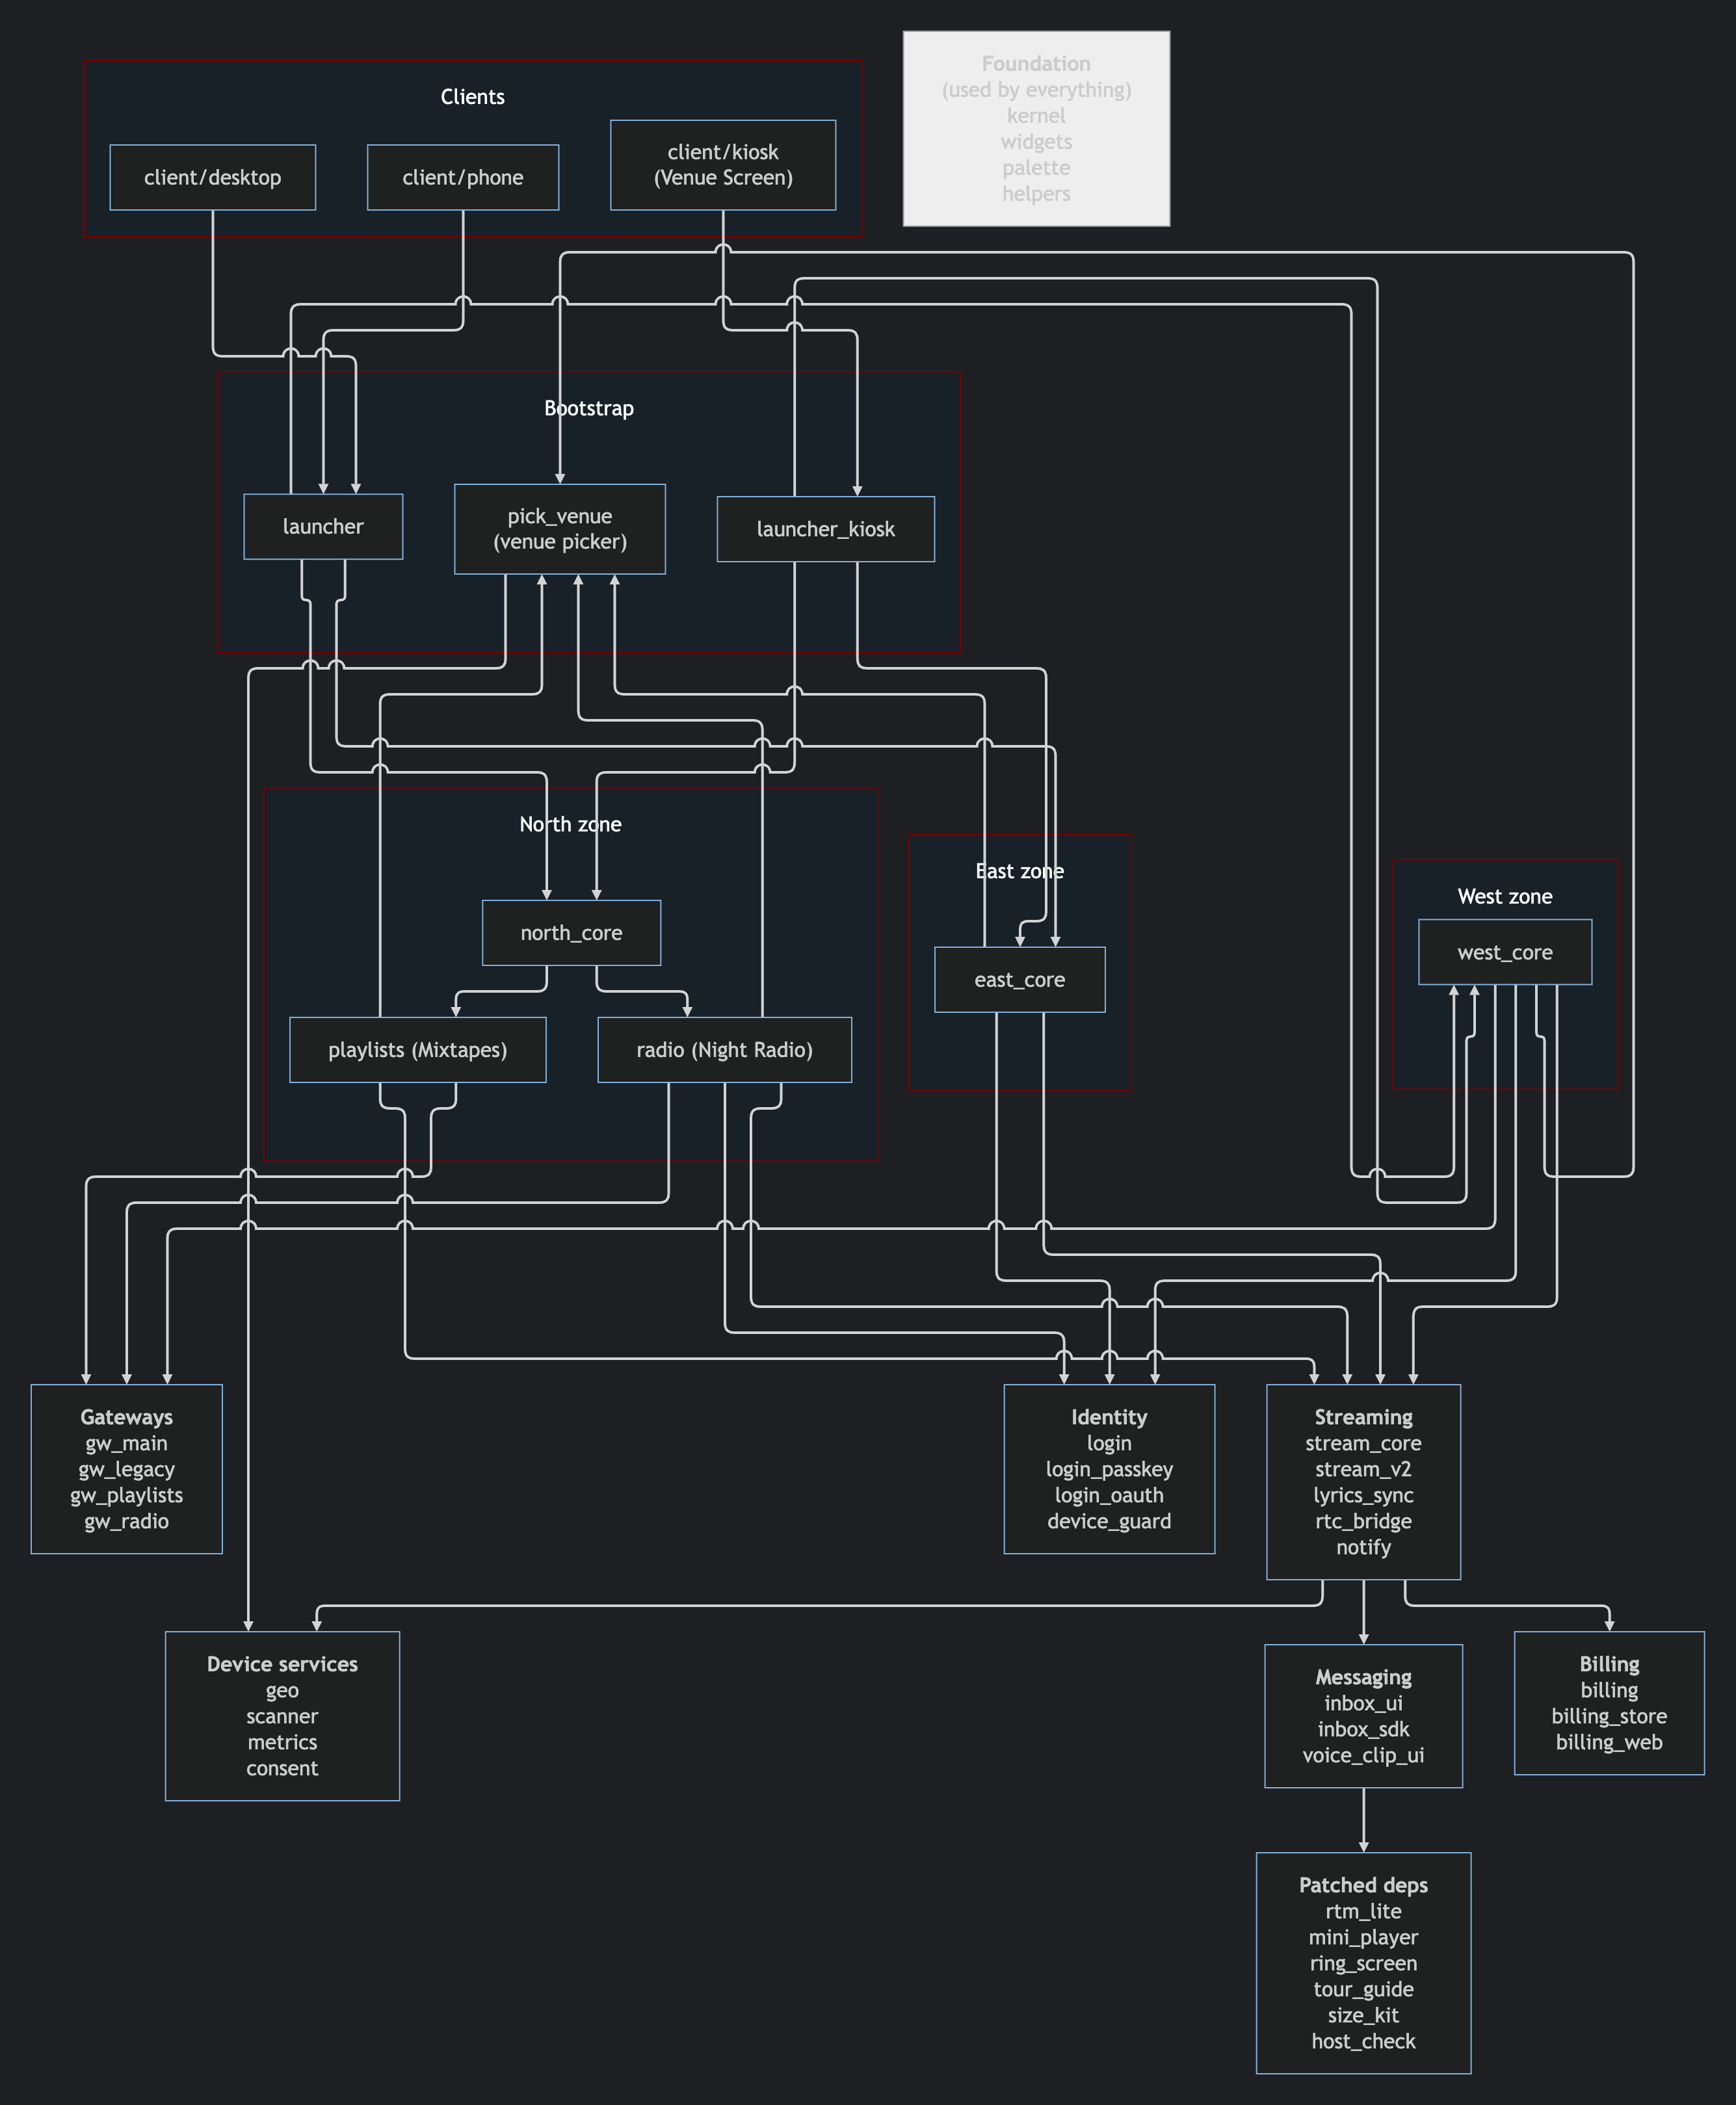 Foundation
(used by everything)
kernel
widgets
palette
helpers
Clients
client/desktop
client/phone
client/kiosk
(Venue Screen)
Bootstrap
launcher
pick_venue
(venue picker)
launcher_kiosk
North zone
north_core
playlists (Mixtapes)
radio (Night Radio)
East zone
east_core
West zone
west_core
Gateways
gw_main
gw_legacy
gw_playlists
gw_radio
Identity
login
login_passkey
login_oauth
device_guard
Streaming
stream_core
stream_v2
lyrics_sync
rtc_bridge
notify
Device services
geo
scanner
metrics
consent
Messaging
inbox_ui
inbox_sdk
voice_clip_ui
Billing
billing
billing_store
billing_web
Patched deps
rtm_lite
mini_player
ring_screen
tour_guide
size_kit
host_check